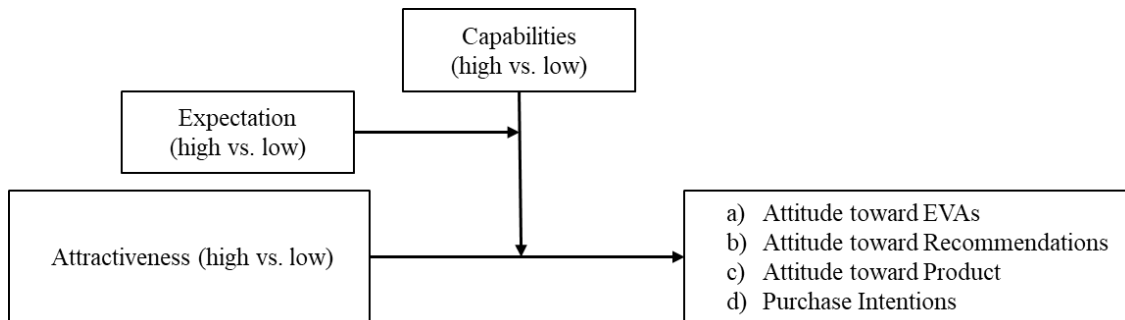 Capabilities
(high vs. low)
Expectation
(high vs. low)
Attractiveness (high vs. low)
a) Attitude toward EVAs
b) Attitude toward Recommendations
c) Attitude toward Product
d) Purchase Intentions